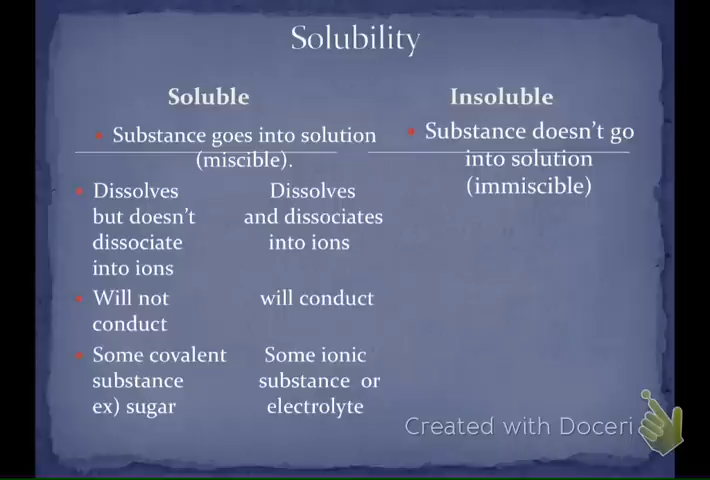 Solubility
Soluble
• Substance goes into solution
(miscible).
• Dissolves
but doesn't
dissociate
into ions
Dissolves
and dissociates
into ions
• Will not
conduct
will conduct
• Some covalent
substance
ex) sugar
Some ionic
substance or
electrolyte
Insoluble
• Substance doesn't go
into solution
(immiscible)
Created with Doceri